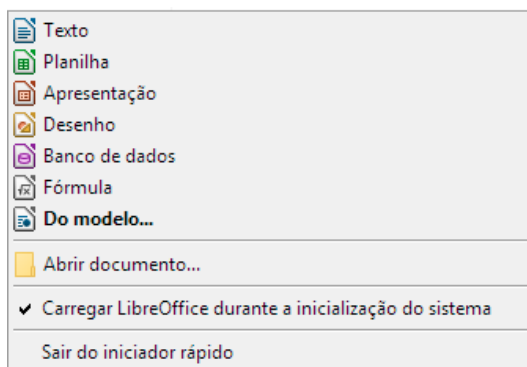 Texto
Planilha
Apresentação
Desenho
Banco de dados
Fórmula
Do modelo...
Abrir documento...
Carregar LibreOffice durante a inicialização do sistema
Sair do iniciador rápido